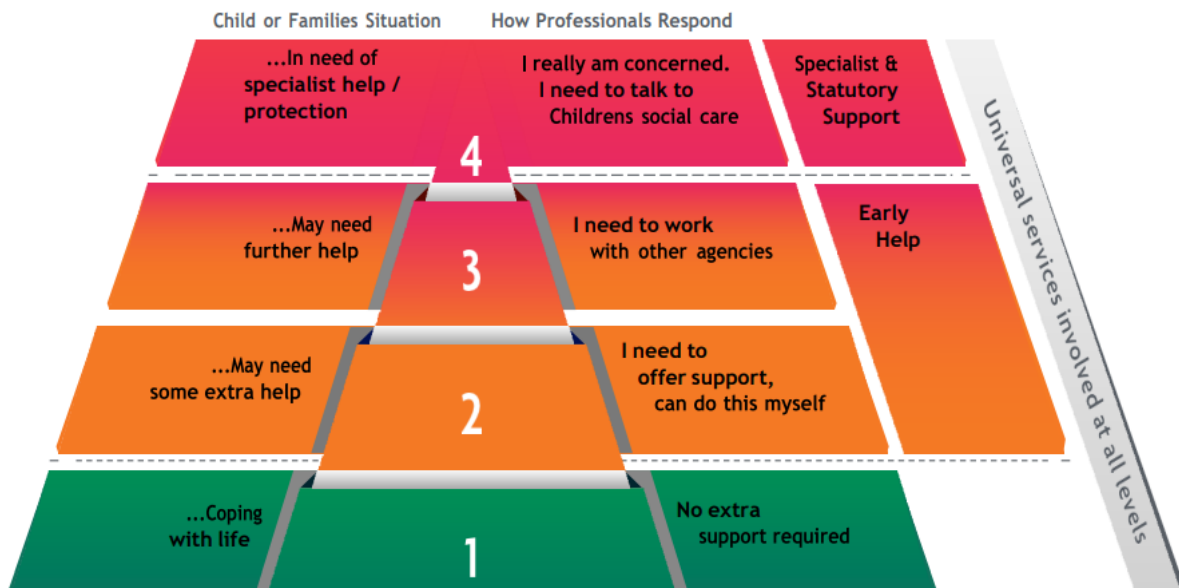 Child or Families Situation
How Professionals Respond
...In need of
specialist help /
protection
4
I really am concerned.
I need to talk to
Childrens social care
Specialist &
Statutory
Support
...May need
further help
3
I need to work
with other agencies
Early
Help
...May need
some extra help
2
I need to
offer support,
can do this myself
...Coping
with life
1
No extra
support required
Universal services involved at all levels